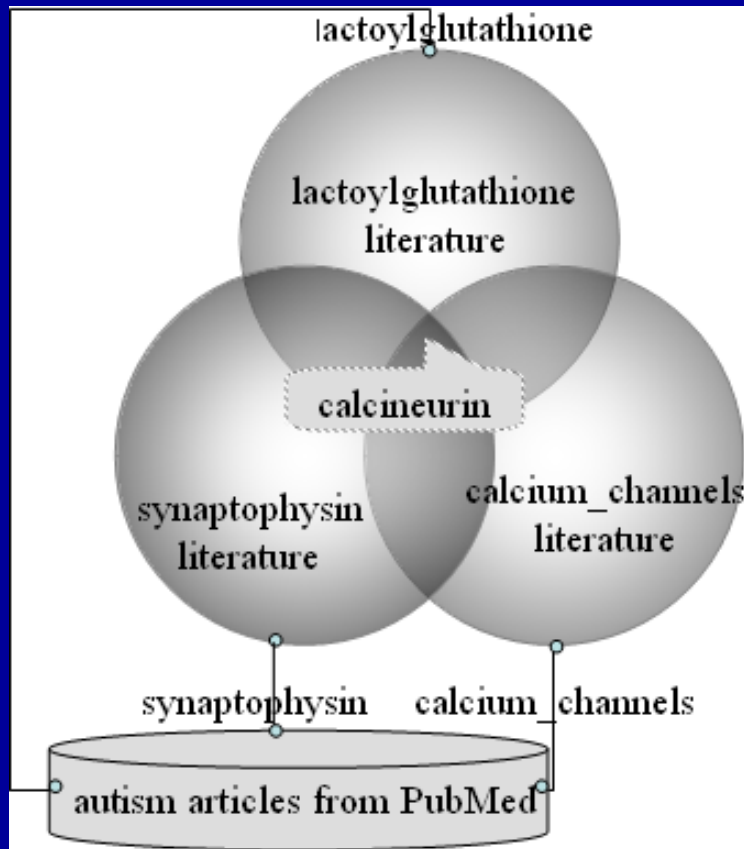 lactoylglutathione
lactoylglutathione
literature
calcineurin
synaptophysin
literature
calcium_channels
literature
synaptophysin
calcium_channels
autism articles from PubMed